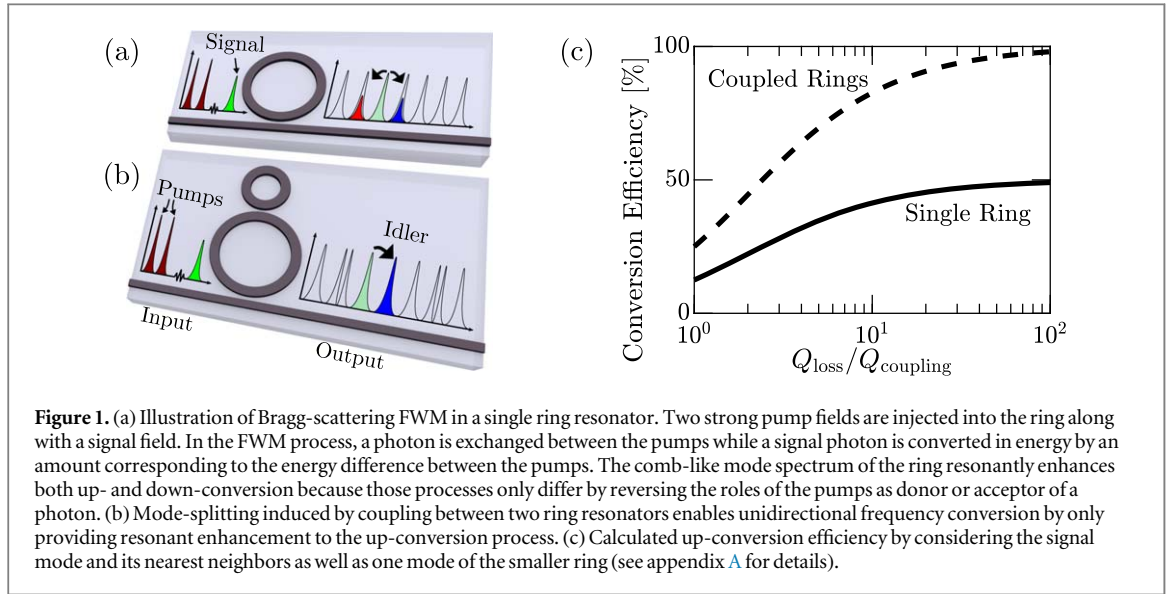 (a)
Signal
(b)
Pumps
Idler
Input
Output
(c)
Conversion Efficiency [%]
100
50
0
Coupled Rings
Single Ring
10⁰
10¹
10²
Q_loss/Q_coupling
Figure 1. (a) Illustration of Bragg-scattering FWM in a single ring resonator. Two strong pump fields are injected into the ring along
with a signal field. In the FWM process, a photon is exchanged between the pumps while a signal photon is converted in energy by an
amount corresponding to the energy difference between the pumps. The comb-like mode spectrum of the ring resonantly enhances
both up- and down-conversion because those processes only differ by reversing the roles of the pumps as donor or acceptor of a
photon. (b) Mode-splitting induced by coupling between two ring resonators enables unidirectional frequency conversion by only
providing resonant enhancement to the up-conversion process. (c) Calculated up-conversion efficiency by considering the signal
mode and its nearest neighbors as well as one mode of the smaller ring (see appendix A for details).